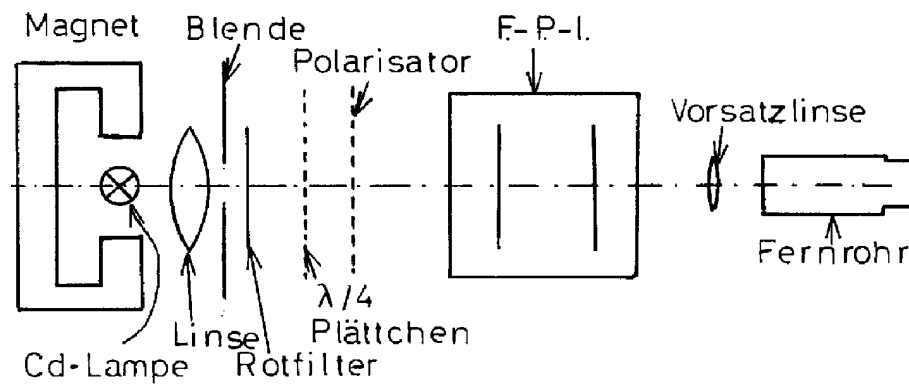 Magnet
Blende
F.-P.-I.
Polarisator
Vorsatzlinse
Fernrohr
λ/4
Linse
Plättchen
Cd-Lampe
Rotfilter